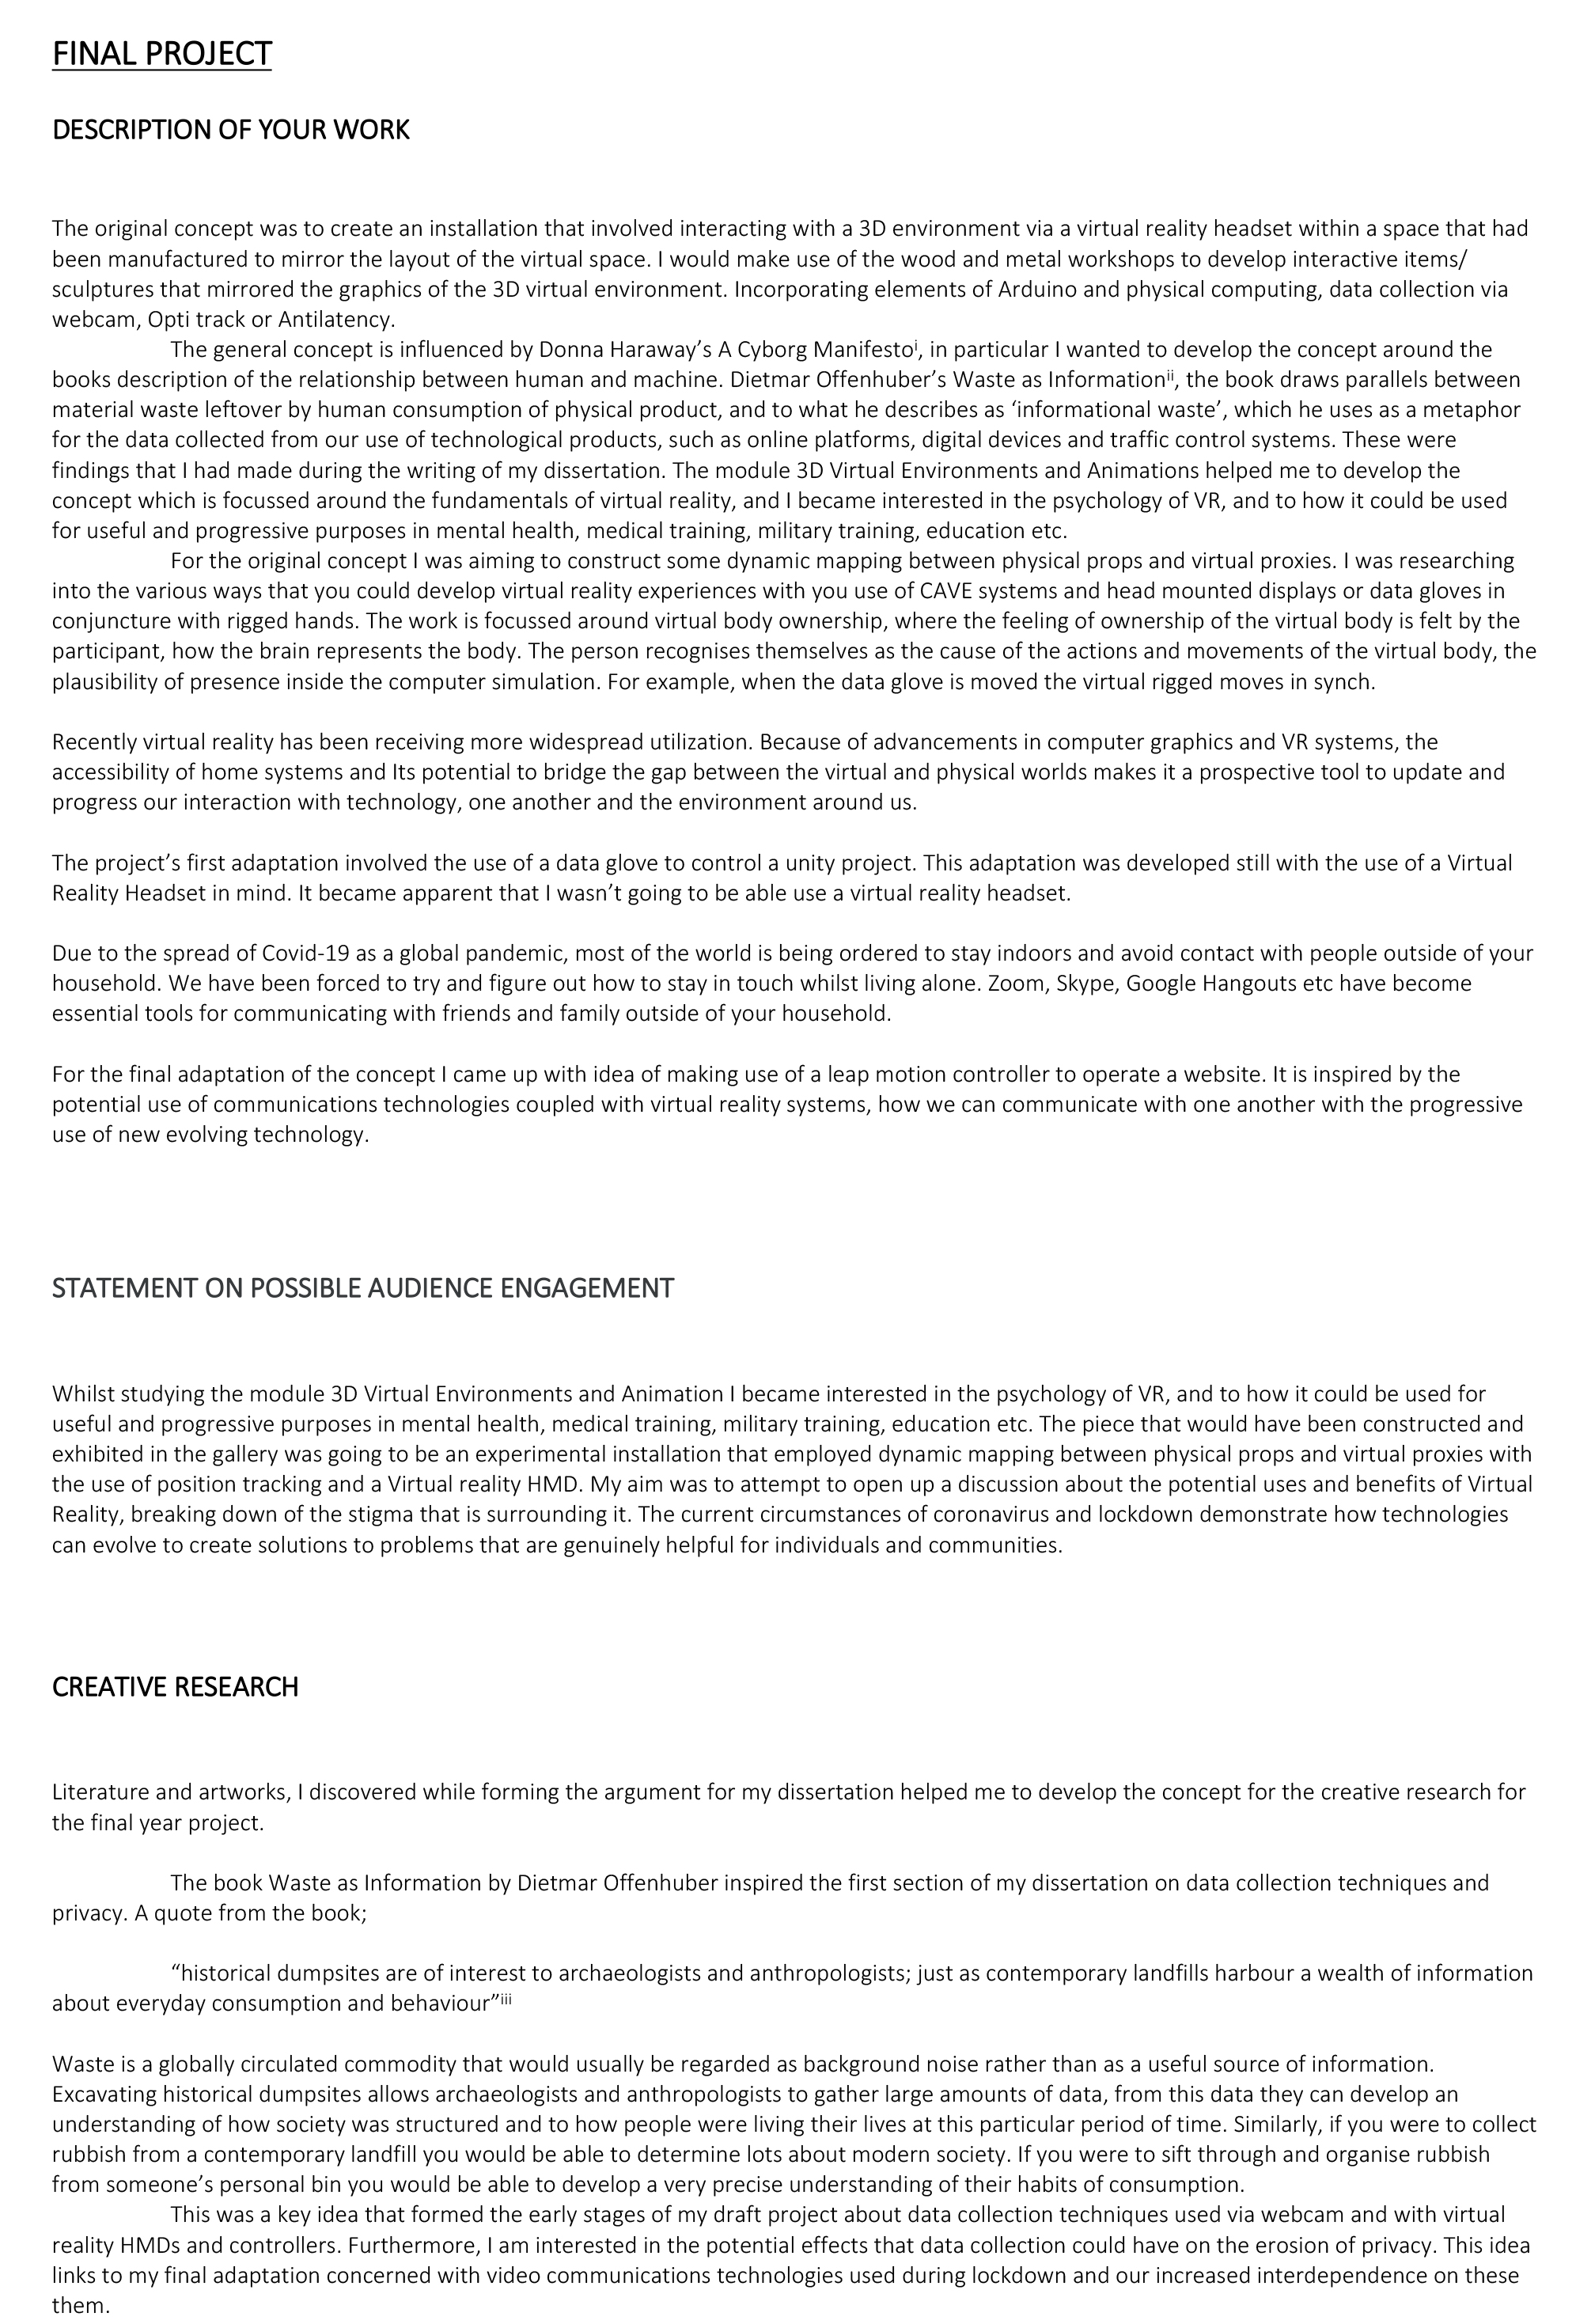 FINAL PROJECT
DESCRIPTION OF YOUR WORK
The original concept was to create an installation that involved interacting with a 3D environment via a virtual reality headset within a space that had
been manufactured to mirror the layout of the virtual space. I would make use of the wood and metal workshops to develop interactive items/
sculptures that mirrored the graphics of the 3D virtual environment. Incorporating elements of Arduino and physical computing, data collection via
webcam, Opti track or Antilatency.
The general concept is influenced by Donna Haraway’s A Cyborg Manifestoⁱ, in particular I wanted to develop the concept around the
books description of the relationship between human and machine. Dietmar Offenhuber’s Waste as Informationⁱⁱ, the book draws parallels between
material waste leftover by human consumption of physical product, and to what he describes as ‘informational waste’, which he uses as a metaphor
for the data collected from our use of technological products, such as online platforms, digital devices and traffic control systems. These were
findings that I had made during the writing of my dissertation. The module 3D Virtual Environments and Animations helped me to develop the
concept which is focussed around the fundamentals of virtual reality, and I became interested in the psychology of VR, and to how it could be used
for useful and progressive purposes in mental health, medical training, military training, education etc.
For the original concept I was aiming to construct some dynamic mapping between physical props and virtual proxies. I was researching
into the various ways that you could develop virtual reality experiences with you use of CAVE systems and head mounted displays or data gloves in
conjuncture with rigged hands. The work is focussed around virtual body ownership, where the feeling of ownership of the virtual body is felt by the
participant, how the brain represents the body. The person recognises themselves as the cause of the actions and movements of the virtual body, the
plausibility of presence inside the computer simulation. For example, when the data glove is moved the virtual rigged moves in synch.
Recently virtual reality has been receiving more widespread utilization. Because of advancements in computer graphics and VR systems, the
accessibility of home systems and Its potential to bridge the gap between the virtual and physical worlds makes it a prospective tool to update and
progress our interaction with technology, one another and the environment around us.
The project’s first adaptation involved the use of a data glove to control a unity project. This adaptation was developed still with the use of a Virtual
Reality Headset in mind. It became apparent that I wasn’t going to be able use a virtual reality headset.
Due to the spread of Covid-19 as a global pandemic, most of the world is being ordered to stay indoors and avoid contact with people outside of your
household. We have been forced to try and figure out how to stay in touch whilst living alone. Zoom, Skype, Google Hangouts etc have become
essential tools for communicating with friends and family outside of your household.
For the final adaptation of the concept I came up with idea of making use of a leap motion controller to operate a website. It is inspired by the
potential use of communications technologies coupled with virtual reality systems, how we can communicate with one another with the progressive
use of new evolving technology.
STATEMENT ON POSSIBLE AUDIENCE ENGAGEMENT
Whilst studying the module 3D Virtual Environments and Animation I became interested in the psychology of VR, and to how it could be used for
useful and progressive purposes in mental health, medical training, military training, education etc. The piece that would have been constructed and
exhibited in the gallery was going to be an experimental installation that employed dynamic mapping between physical props and virtual proxies with
the use of position tracking and a Virtual reality HMD. My aim was to attempt to open up a discussion about the potential uses and benefits of Virtual
Reality, breaking down of the stigma that is surrounding it. The current circumstances of coronavirus and lockdown demonstrate how technologies
can evolve to create solutions to problems that are genuinely helpful for individuals and communities.
CREATIVE RESEARCH
Literature and artworks, I discovered while forming the argument for my dissertation helped me to develop the concept for the creative research for
the final year project.
The book Waste as Information by Dietmar Offenhuber inspired the first section of my dissertation on data collection techniques and
privacy. A quote from the book;
“historical dumpsites are of interest to archaeologists and anthropologists; just as contemporary landfills harbour a wealth of information
about everyday consumption and behaviour”ⁱⁱⁱ
Waste is a globally circulated commodity that would usually be regarded as background noise rather than as a useful source of information.
Excavating historical dumpsites allows archaeologists and anthropologists to gather large amounts of data, from this data they can develop an
understanding of how society was structured and to how people were living their lives at this particular period of time. Similarly, if you were to collect
rubbish from a contemporary landfill you would be able to determine lots about modern society. If you were to sift through and organise rubbish
from someone’s personal bin you would be able to develop a very precise understanding of their habits of consumption.
This was a key idea that formed the early stages of my draft project about data collection techniques used via webcam and with virtual
reality HMDs and controllers. Furthermore, I am interested in the potential effects that data collection could have on the erosion of privacy. This idea
links to my final adaptation concerned with video communications technologies used during lockdown and our increased interdependence on these
them.